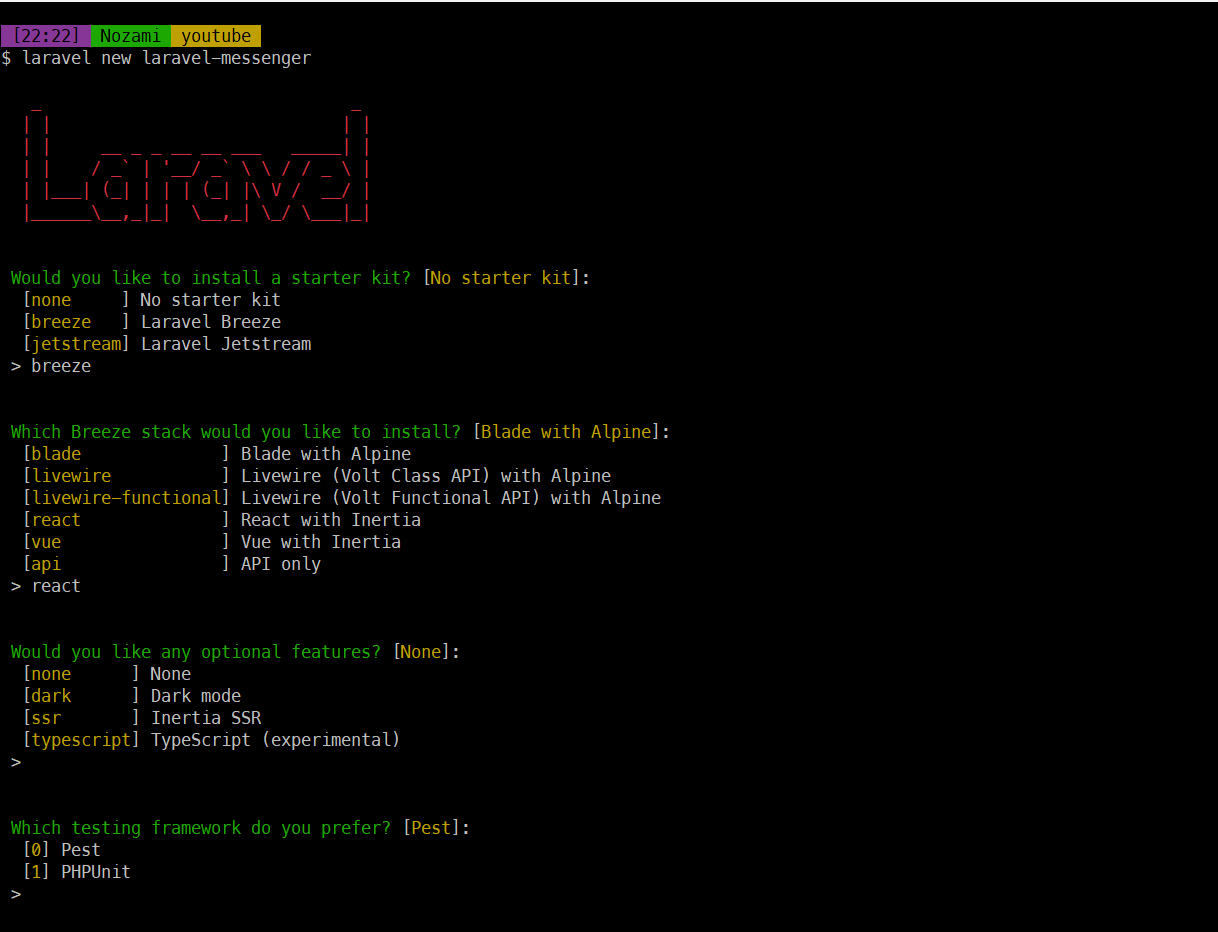 [22:22] Nozami youtube
$ laravel new laravel-messenger
Laravel
Would you like to install a starter kit? [No starter kit]:
[none     ] No starter kit
[breeze   ] Laravel Breeze
[jetstream] Laravel Jetstream
> breeze
Which Breeze stack would you like to install? [Blade with Alpine]:
[blade              ] Blade with Alpine
[livewire           ] Livewire (Volt Class API) with Alpine
[livewire-functional] Livewire (Volt Functional API) with Alpine
[react              ] React with Inertia
[vue                ] Vue with Inertia
[api                ] API only
> react
Would you like any optional features? [None]:
[none      ] None
[dark      ] Dark mode
[ssr       ] Inertia SSR
[typescript] TypeScript (experimental)
>
Which testing framework do you prefer? [Pest]:
[0] Pest
[1] PHPUnit
>